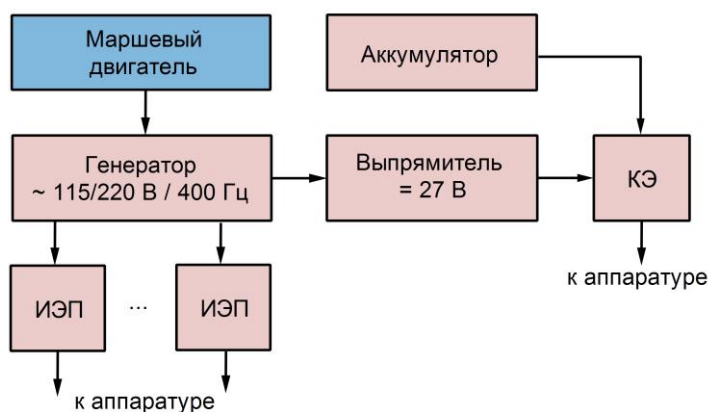 Маршевый
двигатель
Аккумулятор
Генератор
~ 115/220 В / 400 Гц
Выпрямитель
= 27 В
КЭ
к аппаратуре
ИЭП
...
ИЭП
к аппаратуре